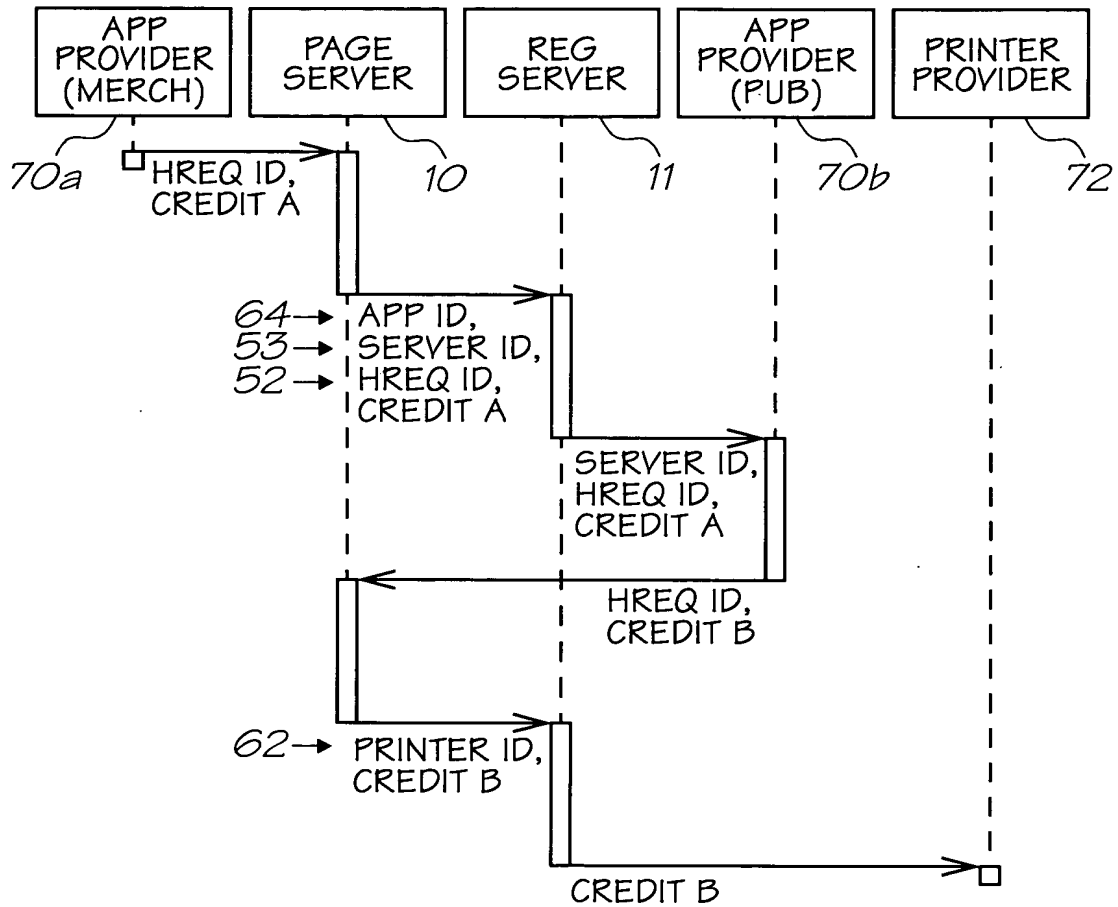 APP
PROVIDER
(MERCH)
PAGE
SERVER
REG
SERVER
APP
PROVIDER
(PUB)
PRINTER
PROVIDER
70a
10
11
70b
72
HREQ ID,
CREDIT A
64
APP ID,
53
SERVER ID,
52
HREQ ID,
CREDIT A
SERVER ID,
HREQ ID,
CREDIT A
HREQ ID,
CREDIT B
62
PRINTER ID,
CREDIT B
CREDIT B